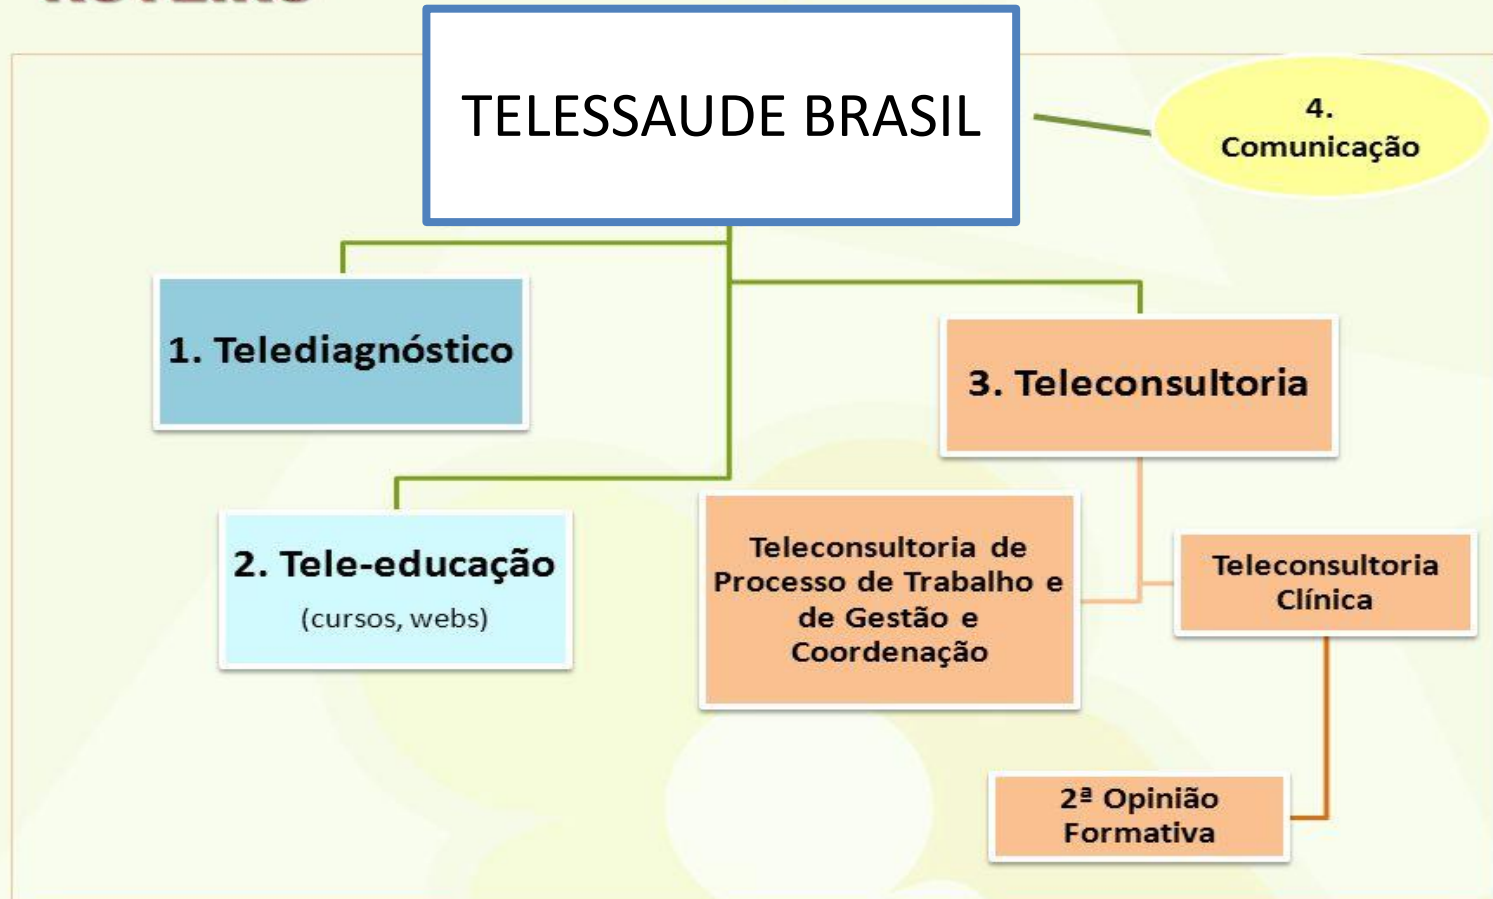 TELESSAUDE BRASIL
4.
Comunicação
1. Telediagnóstico
3. Teleconsultoria
2. Tele-educação
(cursos, webs)
Teleconsultoria de
Processo de Trabalho e
de Gestão e
Coordenação
Teleconsultoria
Clínica
2ª Opinião
Formativa